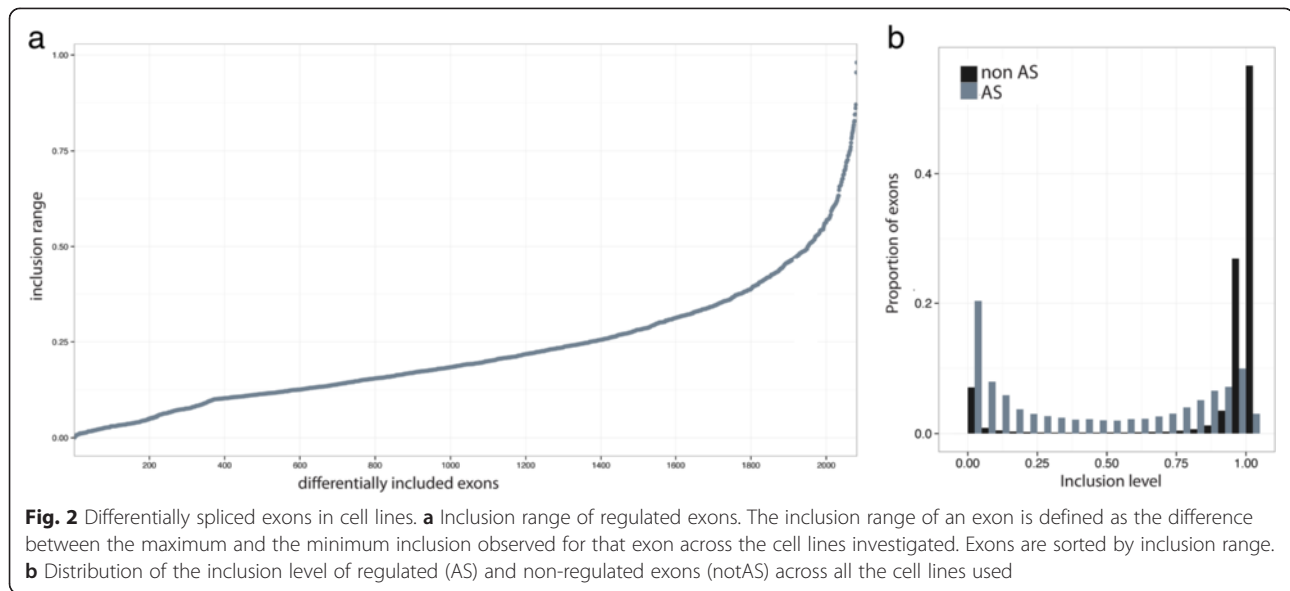 a
1.00
0.75
0.50
0.25
0.00
inclusion range
200 400 600 800 1000 1200 1400 1600 1800 2000
differentially included exons
b
non AS
AS
0.4
0.2
0.0
Proportion of exons
0.00 0.25 0.50 0.75 1.00
Inclusion level
Fig. 2 Differentially spliced exons in cell lines. a Inclusion range of regulated exons. The inclusion range of an exon is defined as the difference
between the maximum and the minimum inclusion observed for that exon across the cell lines investigated. Exons are sorted by inclusion range.
b Distribution of the inclusion level of regulated (AS) and non-regulated exons (notAS) across all the cell lines used